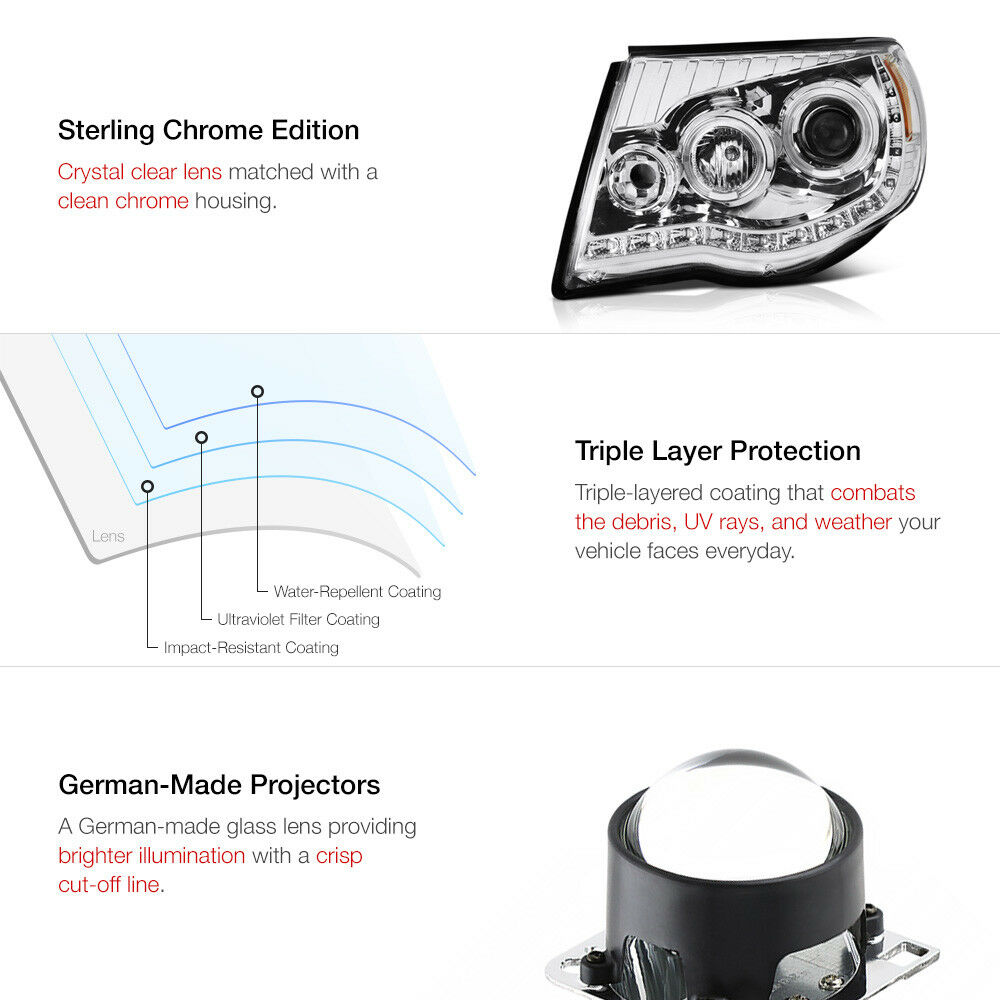 Sterling Chrome Edition
Crystal clear lens matched with a
clean chrome housing.
Lens
Water-Repellent Coating
Ultraviolet Filter Coating
Impact-Resistant Coating
Triple Layer Protection
Triple-layered coating that combats
the debris, UV rays, and weather your
vehicle faces everyday.
German-Made Projectors
A German-made glass lens providing
brighter illumination with a crisp
cut-off line.